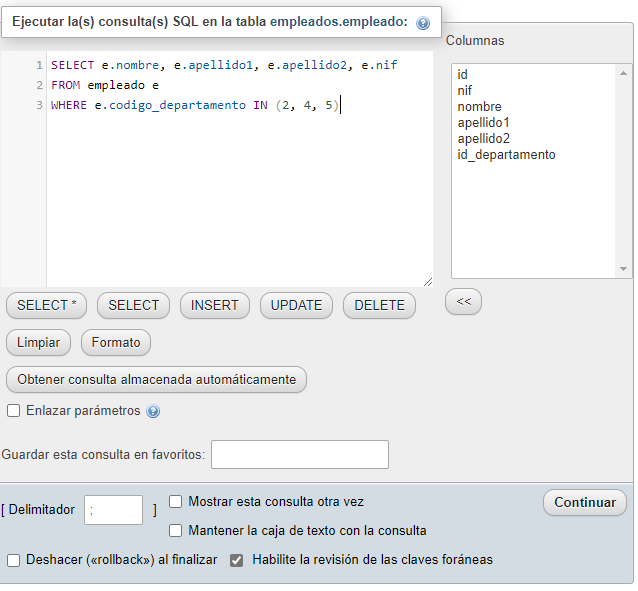 Ejecutar la(s) consulta(s) SQL en la tabla empleados.empleado:
Columnas
1 SELECT e.nombre, e.apellido1, e.apellido2, e.nif
2 FROM empleado e
3 WHERE e.codigo_departamento IN (2, 4, 5)
id
nif
nombre
apellido1
apellido2
id_departamento
SELECT * SELECT INSERT UPDATE DELETE <<
Limpiar Formato
Obtener consulta almacenada automáticamente
Enlazar parámetros
Guardar esta consulta en favoritos:
[ Delimitador ; ] Mostrar esta consulta otra vez Continuar
Mantener la caja de texto con la consulta
Deshacer («rollback») al finalizar Habilite la revisión de las claves foráneas